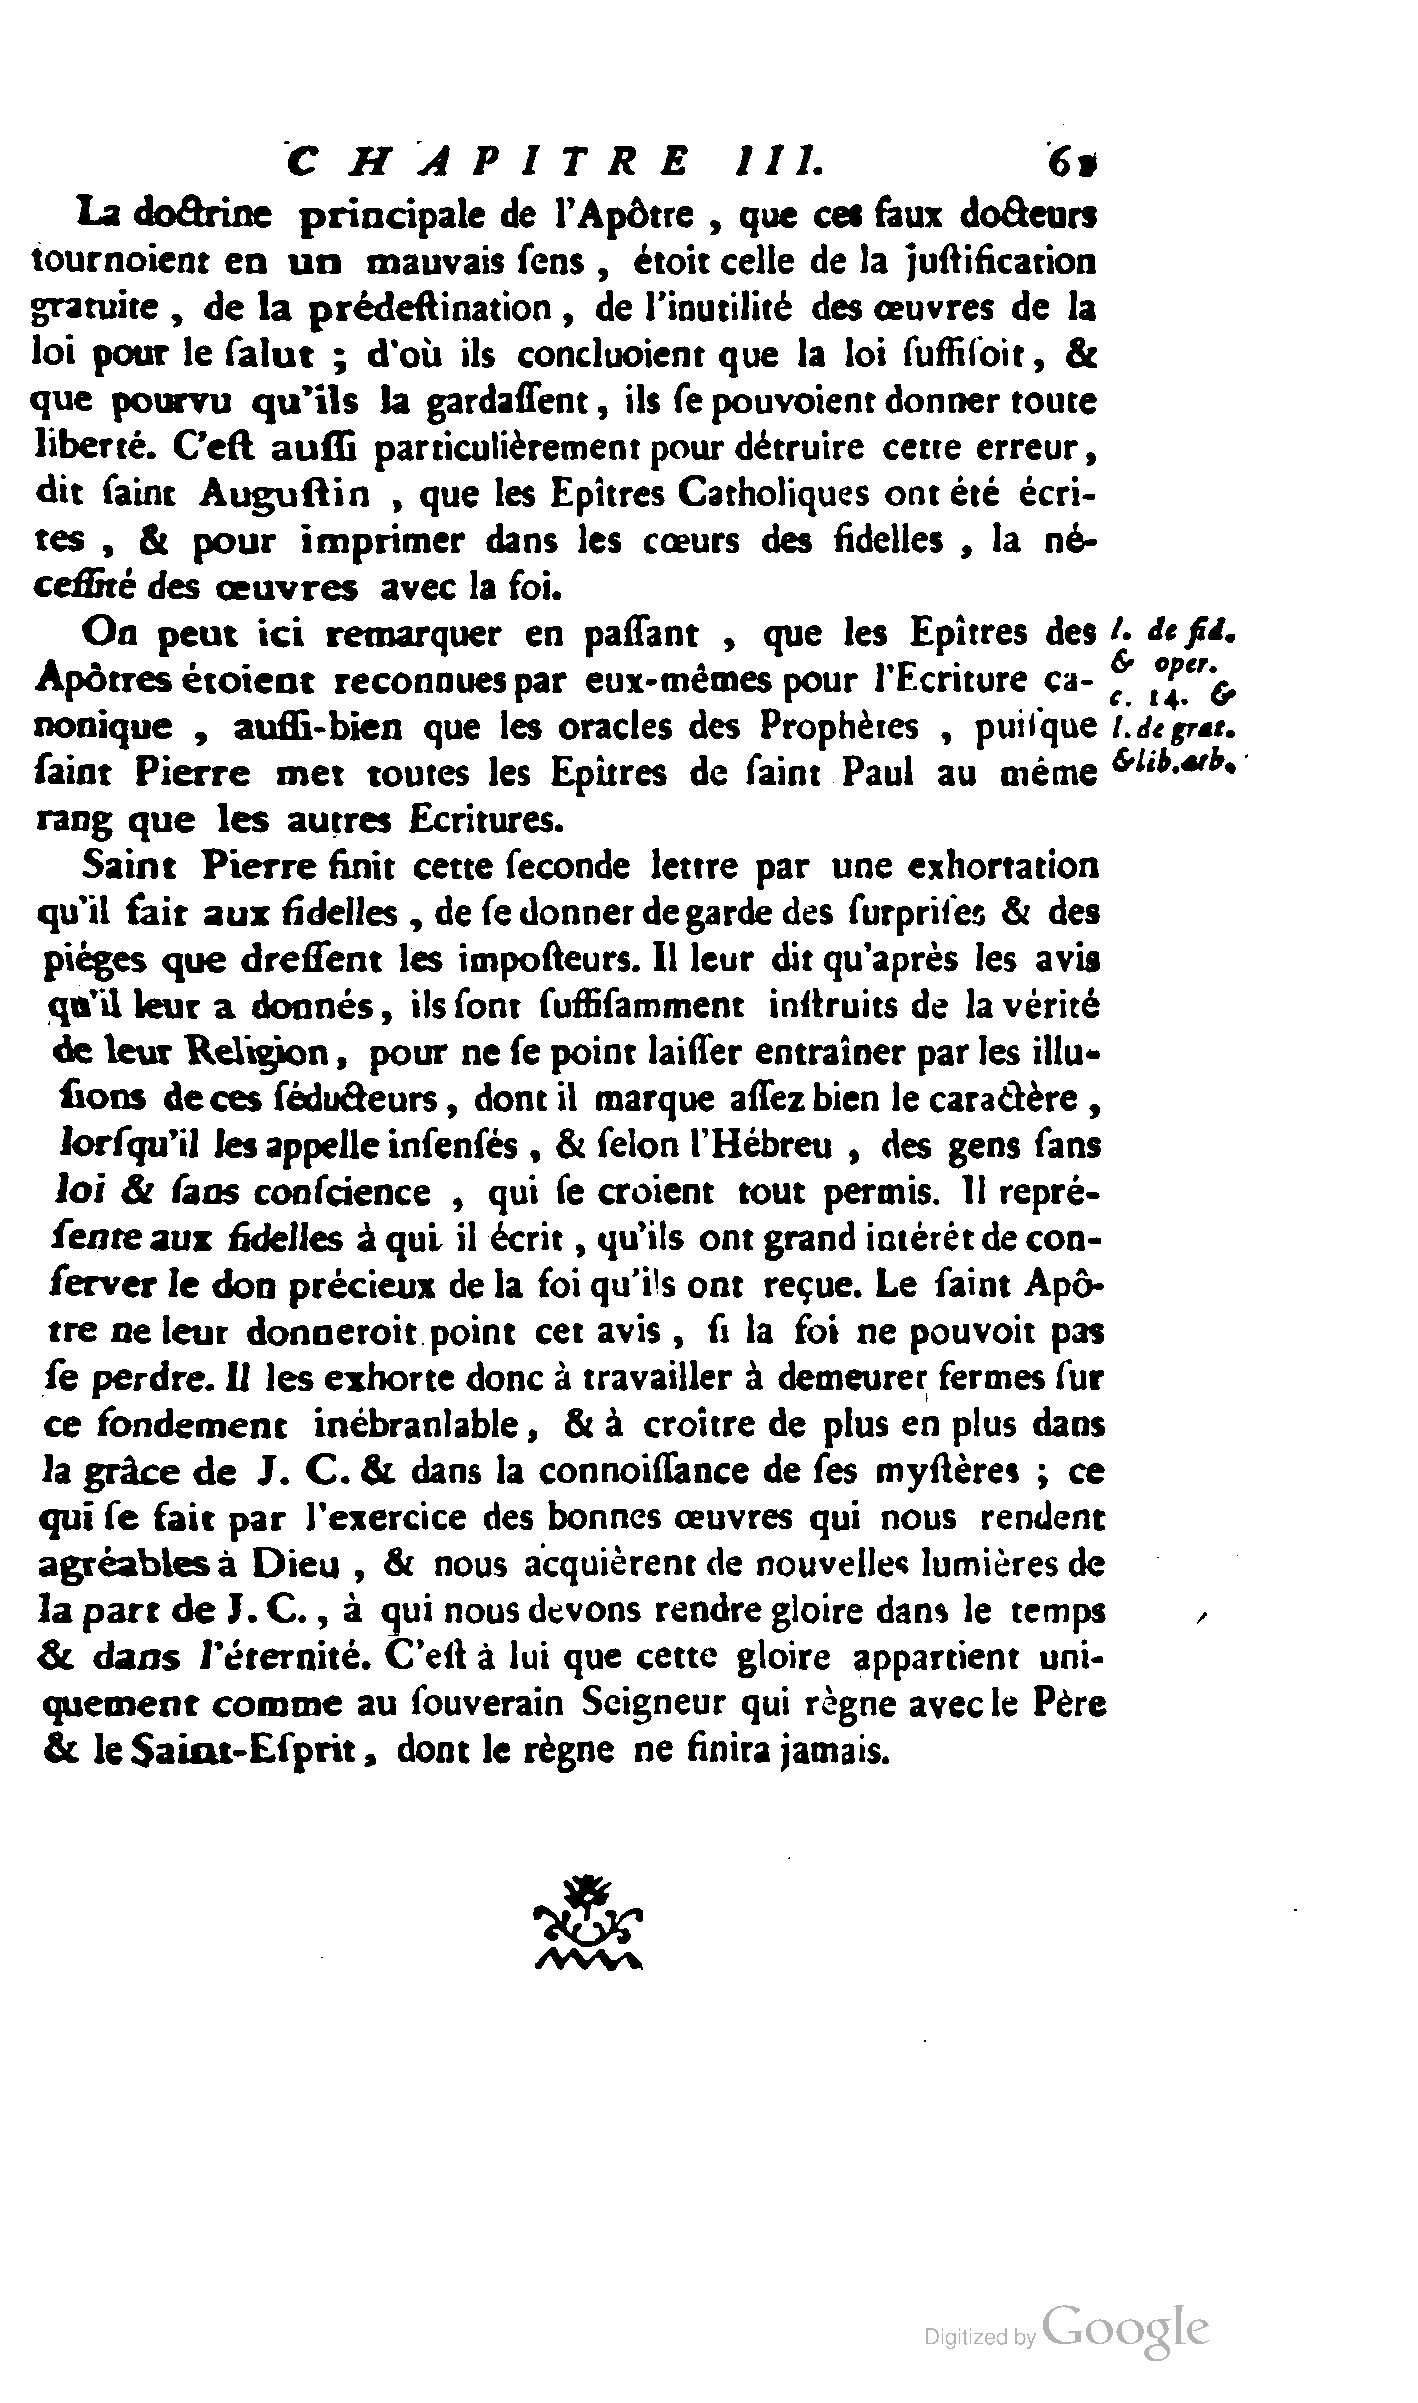 CHAPITRE III. 61
La doctrine principale de l'Apôtre , que ces faux docteurs
tournoient en un mauvais ſens , étoit celle de la juſtification
gratuite , de la prédeſtination , de l'inutilité des œuvres de la
loi pour le ſalut ; d'où ils concluoient que la loi ſuffiſoit, &
que pourvu qu'ils la gardaſſent, ils ſe pouvoient donner toute
liberté. C'eſt auſſi particulièrement pour détruire cette erreur,
dit ſaint Auguſtin , que les Epîtres Catholiques ont été écri-
tes , & pour imprimer dans les cœurs des fidelles , la né-
ceſſité des œuvres avec la foi.
On peut ici remarquer en paſſant , que les Epîtres des
Apôtres étoient reconnues par eux-mêmes pour l'Ecriture ca-
nonique , auſſi-bien que les oracles des Prophètes , puiſque
ſaint Pierre met toutes les Epîtres de ſaint Paul au même
rang que les autres Ecritures.
l. de fid.
& oper.
c. 14. &
l. de grat.
& lib. arb.
Saint Pierre finit cette ſeconde lettre par une exhortation
qu'il fait aux fidelles , de ſe donner de garde des ſurpriſes & des
piéges que dreſſent les impoſteurs. Il leur dit qu'après les avis
qu'il leur a donnés, ils ſont ſuffiſamment inſtruits de la vérité
de leur Religion, pour ne ſe point laiſſer entraîner par les illu-
ſions de ces ſéducteurs, dont il marque aſſez bien le caractère ,
lorſqu'il les appelle inſenſés , & ſelon l'Hébreu , des gens ſans
loi & ſans conſcience , qui ſe croient tout permis. Il repré-
ſente aux fidelles à qui il écrit , qu'ils ont grand intérêt de con-
ſerver le don précieux de la foi qu'ils ont reçue. Le ſaint Apô-
tre ne leur donneroit point cet avis , ſi la foi ne pouvoit pas
ſe perdre. Il les exhorte donc à travailler à demeurer fermes ſur
ce fondement inébranlable, & à croître de plus en plus dans
la grâce de J. C. & dans la connoiſſance de ſes myſtères ; ce
qui ſe fait par l'exercice des bonnes œuvres qui nous rendent
agréables à Dieu , & nous acquièrent de nouvelles lumières de
la part de J. C., à qui nous devons rendre gloire dans le temps
& dans l'éternité. C'eſt à lui que cette gloire appartient uni-
quement comme au ſouverain Seigneur qui règne avec le Père
& le Saint-Eſprit, dont le règne ne finira jamais.
Digitized by Google